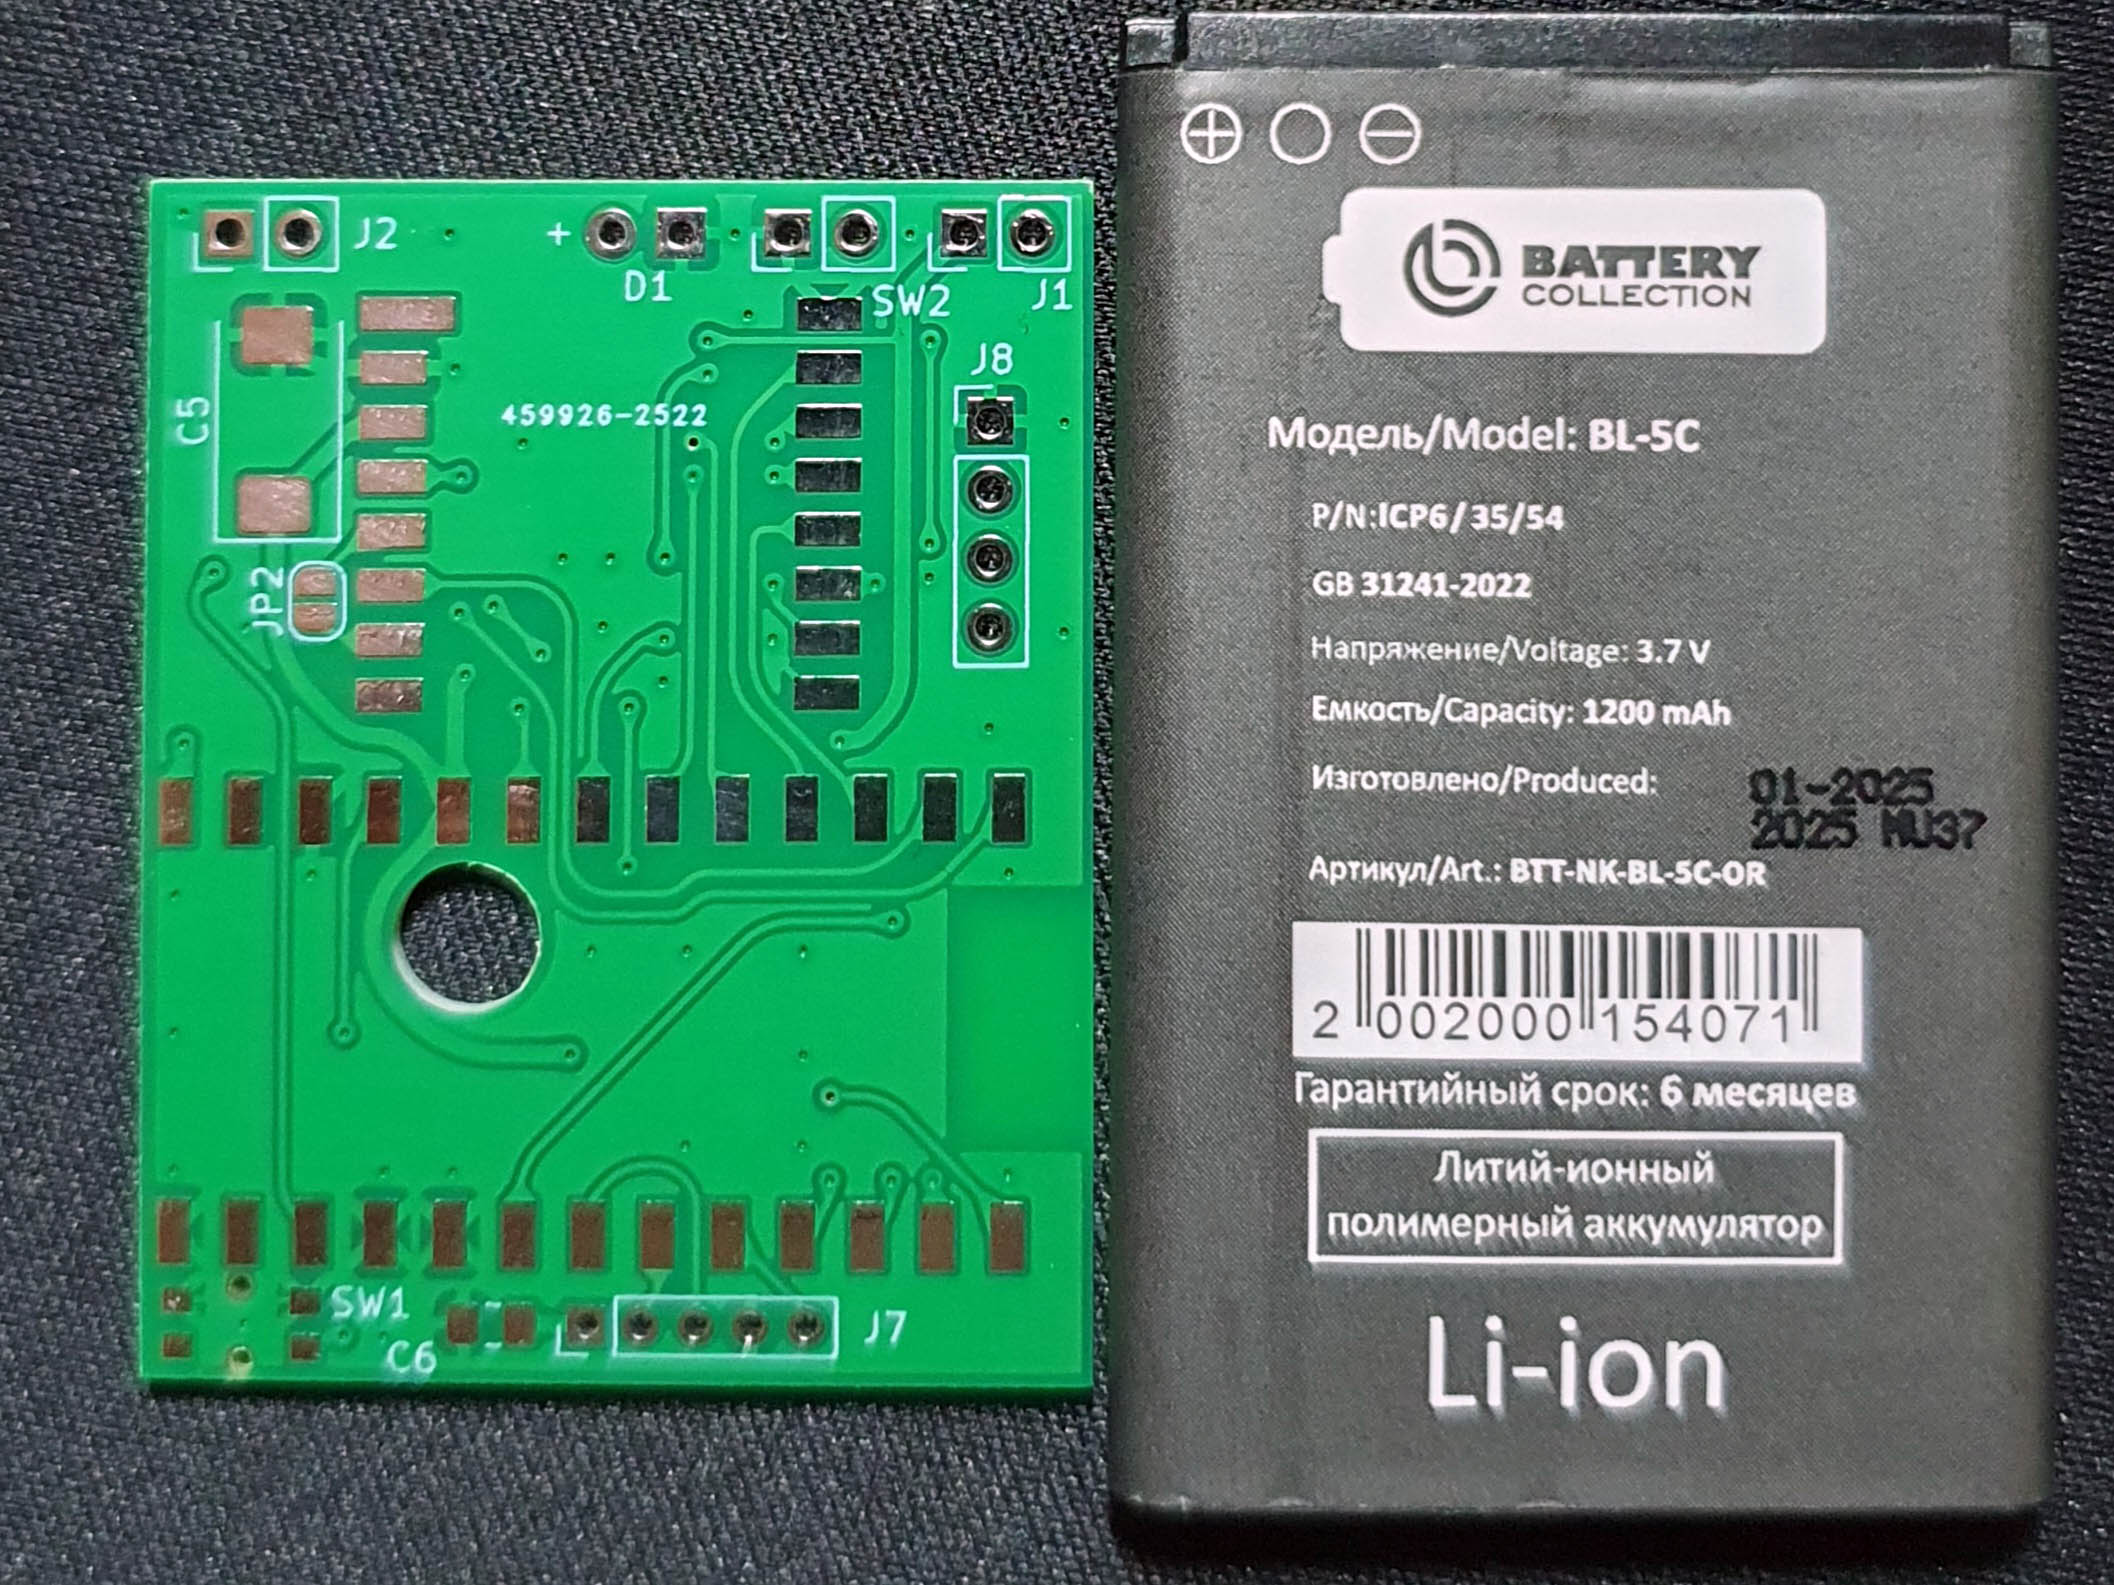 J2
+
D1
SW2
J1
C5
459926-2522
J8
JP2
SW1
C6
J7
BATTERY
COLLECTION
Модель/Model: BL-5C
P/N:ICP6/35/54
GB 31241-2022
Напряжение/Voltage: 3.7 V
Емкость/Capacity: 1200 mAh
Изготовлено/Produced: 01-2025
2025 MU37
Артикул/Art.: BTT-NK-BL-5C-OR
2 002000 154071
Гарантийный срок: 6 месяцев
Литий-ионный
полимерный аккумулятор
Li-ion